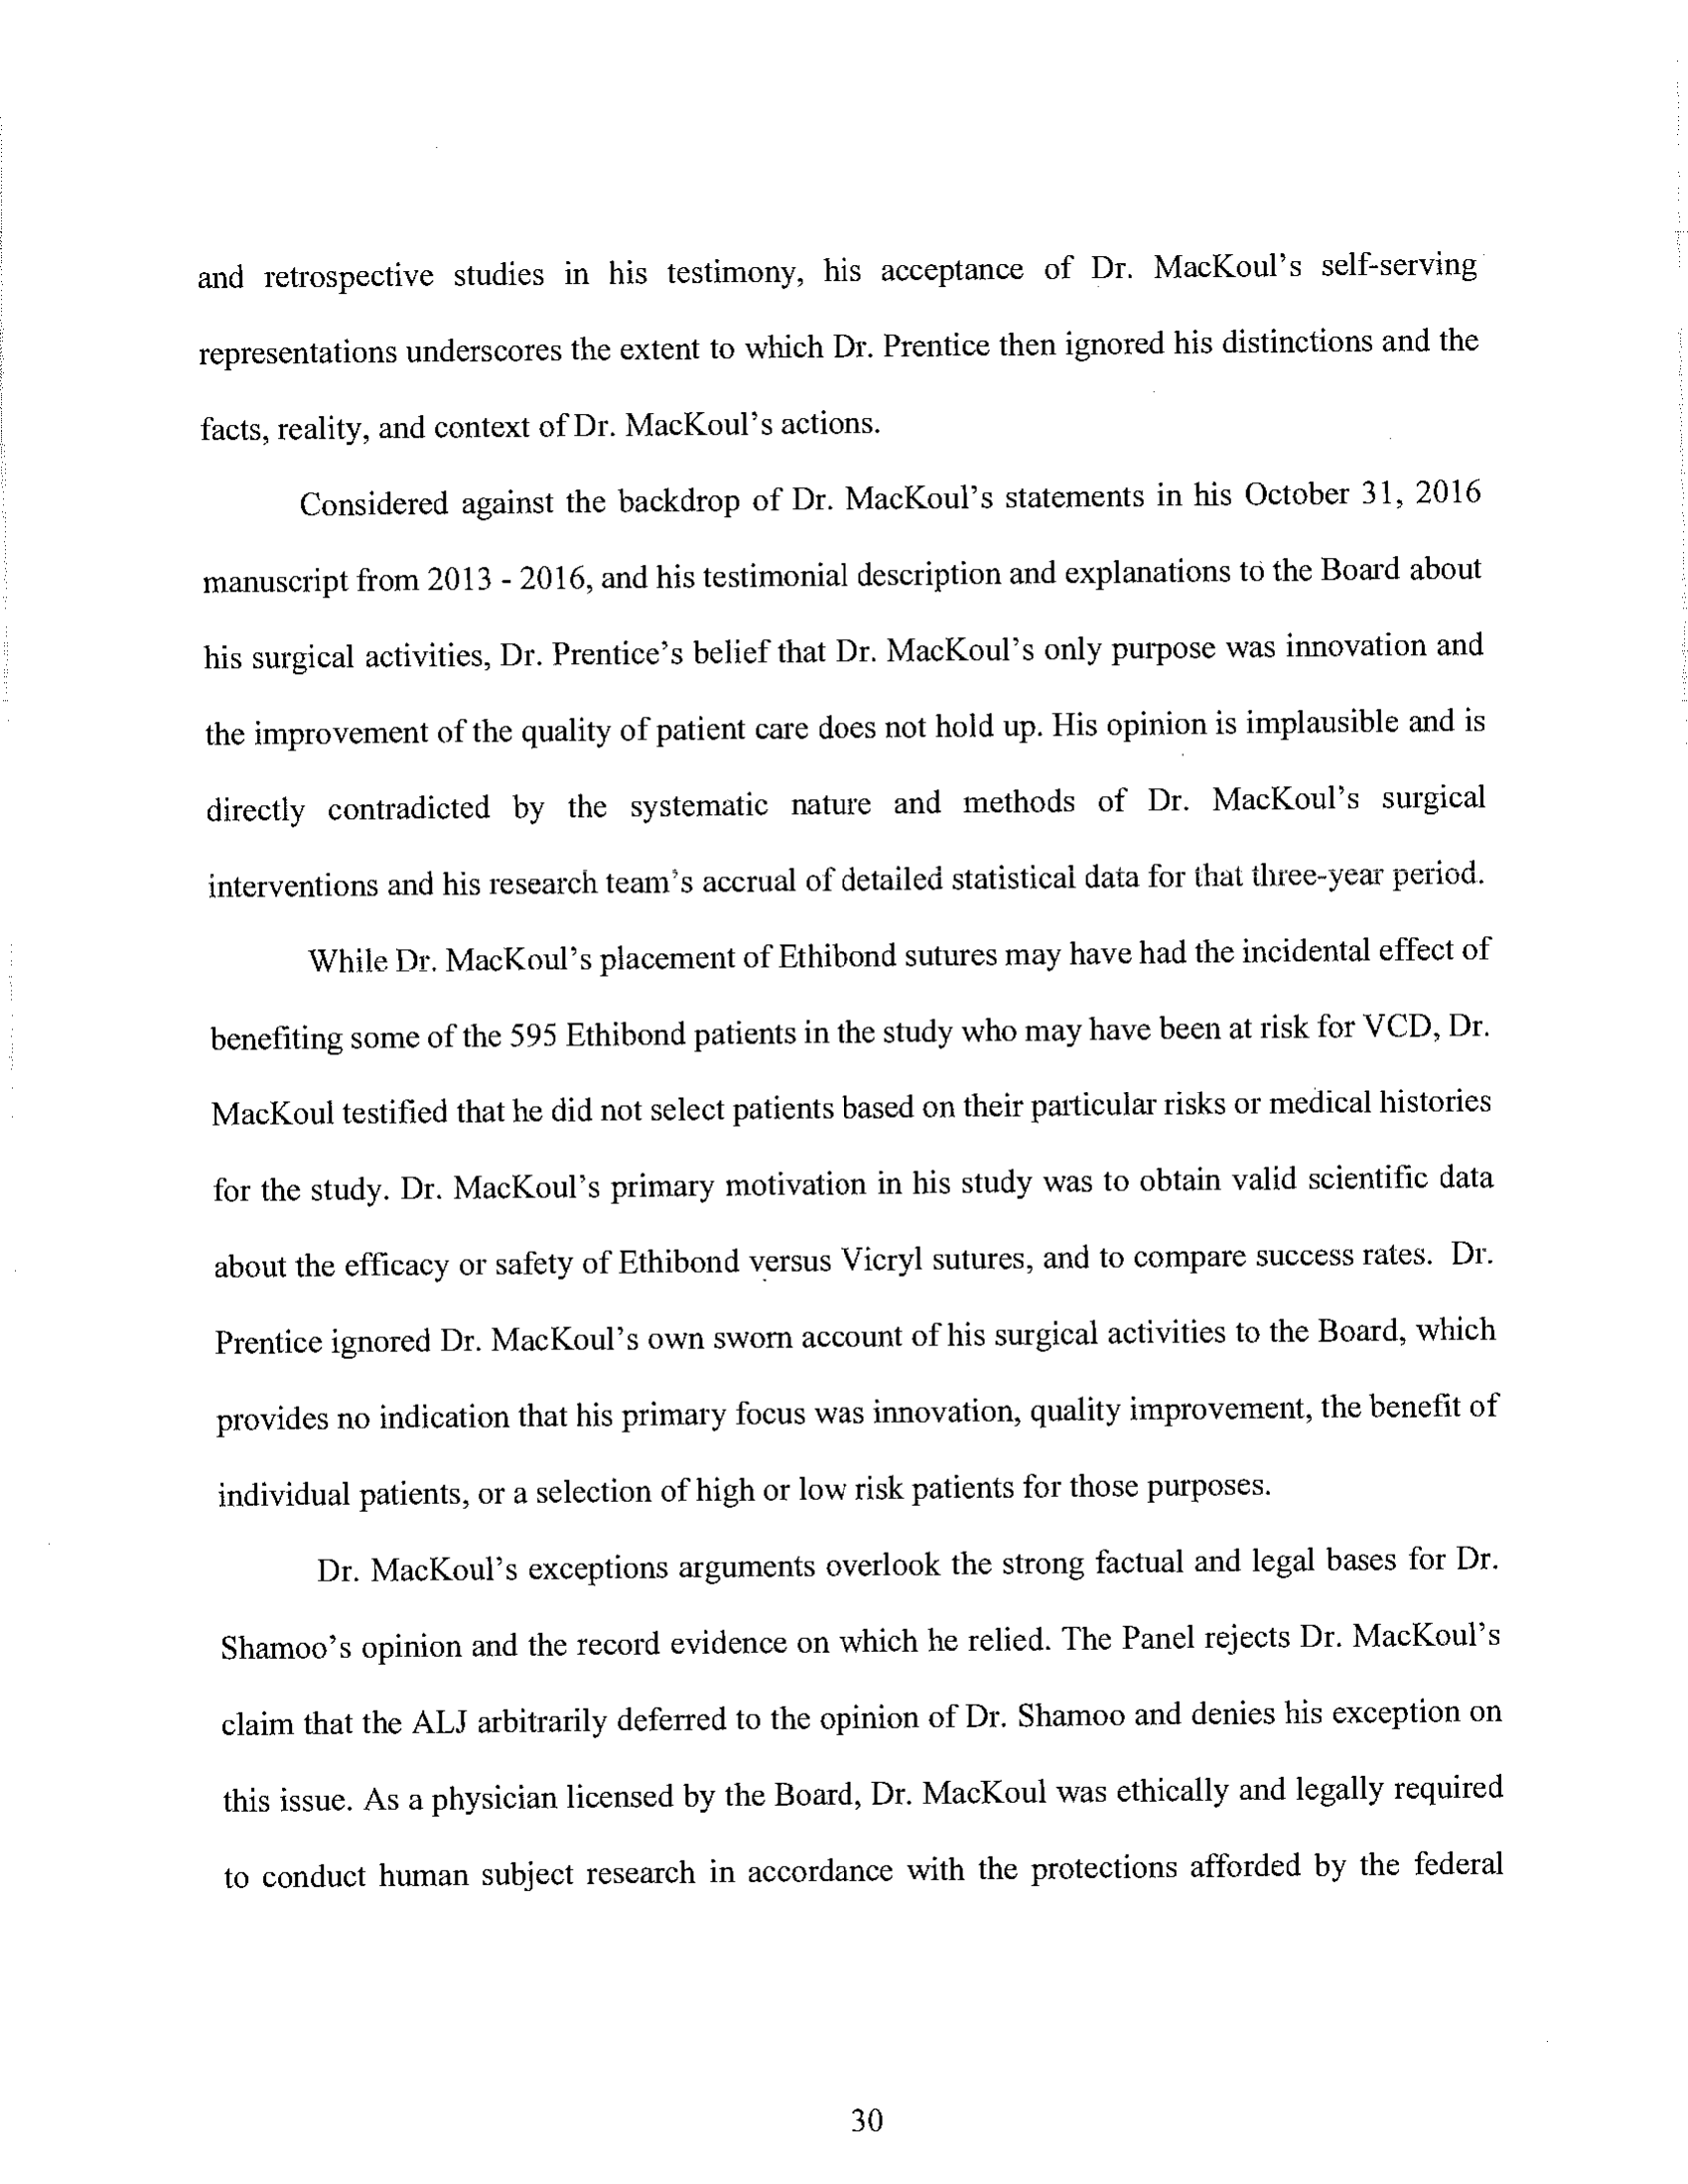 and retrospective studies in his testimony, his acceptance of Dr. MacKoul's self-serving
representations underscores the extent to which Dr. Prentice then ignored his distinctions and the
facts, reality, and context of Dr. MacKoul's actions.
Considered against the backdrop of Dr. MacKoul's statements in his October 31, 2016
manuscript from 2013 - 2016, and his testimonial description and explanations to the Board about
his surgical activities, Dr. Prentice's belief that Dr. MacKoul's only purpose was innovation and
the improvement of the quality of patient care does not hold up. His opinion is implausible and is
directly contradicted by the systematic nature and methods of Dr. MacKoul's surgical
interventions and his research team's accrual of detailed statistical data for that three-year period.
While Dr. MacKoul's placement of Ethibond sutures may have had the incidental effect of
benefiting some of the 595 Ethibond patients in the study who may have been at risk for VCD, Dr.
MacKoul testified that he did not select patients based on their particular risks or medical histories
for the study. Dr. MacKoul's primary motivation in his study was to obtain valid scientific data
about the efficacy or safety of Ethibond versus Vicryl sutures, and to compare success rates. Dr.
Prentice ignored Dr. MacKoul's own sworn account of his surgical activities to the Board, which
provides no indication that his primary focus was innovation, quality improvement, the benefit of
individual patients, or a selection of high or low risk patients for those purposes.
Dr. MacKoul's exceptions arguments overlook the strong factual and legal bases for Dr.
Shamoo's opinion and the record evidence on which he relied. The Panel rejects Dr. MacKoul's
claim that the ALJ arbitrarily deferred to the opinion of Dr. Shamoo and denies his exception on
this issue. As a physician licensed by the Board, Dr. MacKoul was ethically and legally required
to conduct human subject research in accordance with the protections afforded by the federal
30